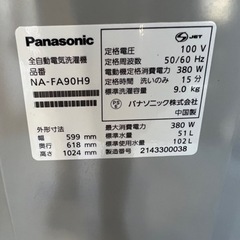 Panasonic
全自動電気洗濯機
品番
NA-FA90H9
外形寸法
幅 599 mm
奥行 618 mm
高さ 1024 mm
JET
定格電圧 100 V
定格周波数 50/60 Hz
電動機定格消費電力 380 W
定格時間 洗い 15 分
標準洗濯容量 9.0 kg
パナソニック株式会社
中国製
最大消費電力 380 W
標準水量 51 L
標準使用水量 102 L
製造番号 2143300038